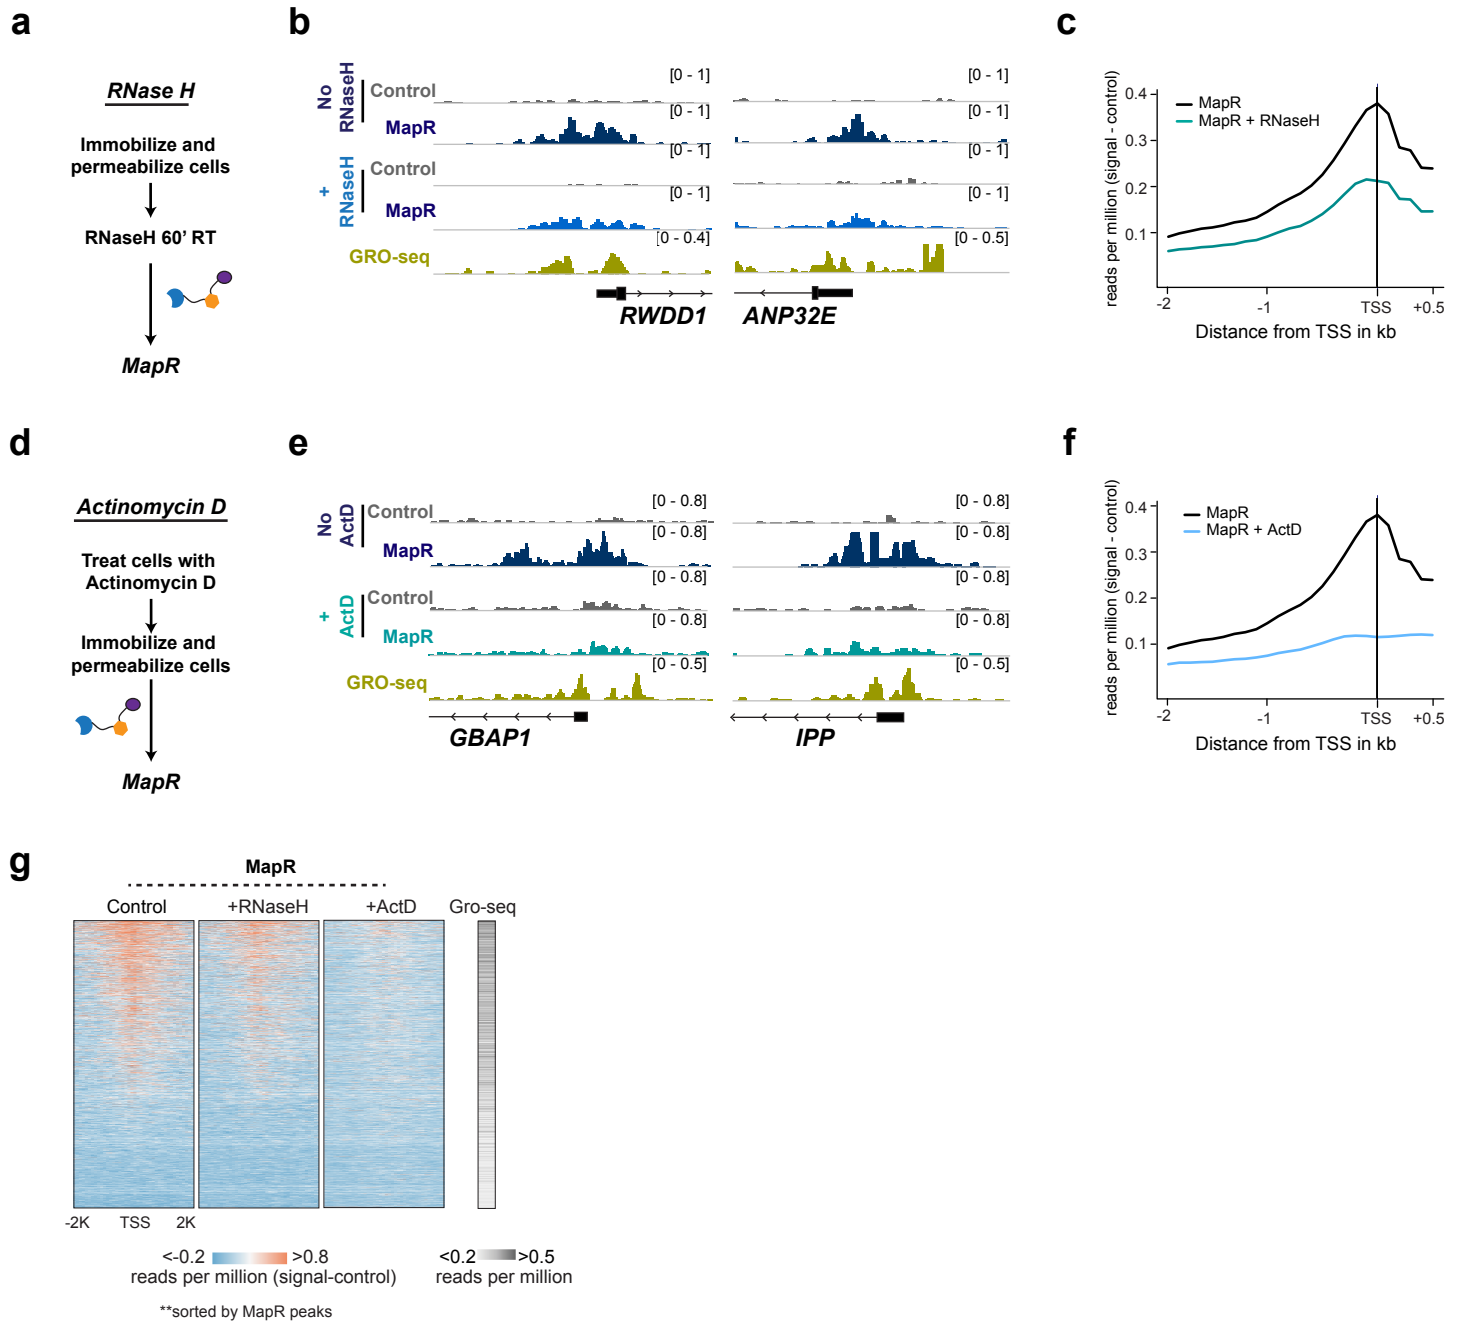 a
RNase H
Immobilize and
permeabilize cells
RNaseH 60’ RT
MapR
b
No
RNaseH
Control
[0 - 1]
[0 - 1]
MapR
[0 - 1]
[0 - 1]
+
RNaseH
Control
[0 - 1]
[0 - 1]
MapR
[0 - 1]
[0 - 1]
GRO-seq
[0 - 0.4]
[0 - 0.5]
RWDD1
ANP32E
c
reads per million (signal - control)
0.4
0.3
0.2
0.1
MapR
MapR + RNaseH
-2
-1
TSS
+0.5
Distance from TSS in kb
d
Actinomycin D
Treat cells with
Actinomycin D
Immobilize and
permeabilize cells
MapR
e
No
ActD
Control
[0 - 0.8]
[0 - 0.8]
MapR
[0 - 0.8]
[0 - 0.8]
+
ActD
Control
[0 - 0.8]
[0 - 0.8]
MapR
[0 - 0.8]
[0 - 0.8]
GRO-seq
[0 - 0.5]
[0 - 0.5]
GBAP1
IPP
f
reads per million (signal - control)
0.4
0.3
0.2
0.1
MapR
MapR + ActD
-2
-1
TSS
+0.5
Distance from TSS in kb
g
MapR
Control
+RNaseH
+ActD
Gro-seq
-2K
TSS
2K
<-0.2
>0.8
reads per million (signal-control)
<0.2
>0.5
reads per million
**sorted by MapR peaks